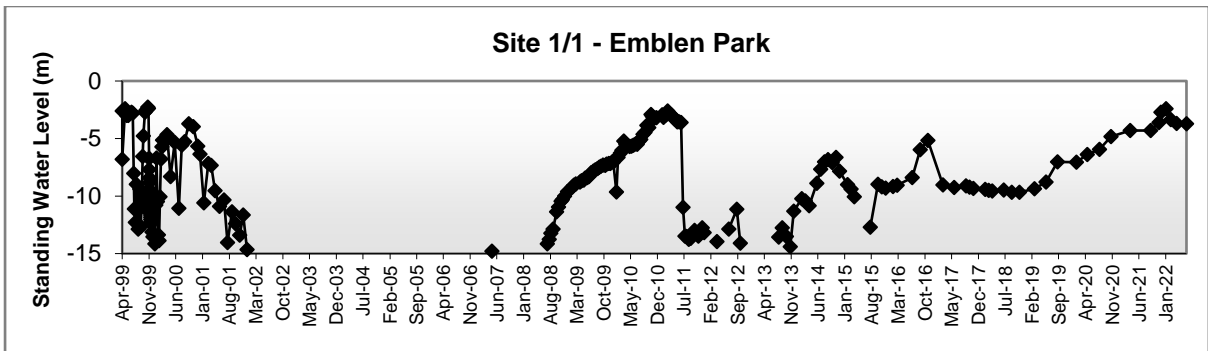 Site 1/1 - Emblen Park
Standing Water Level (m)
0
-5
-10
-15
Apr-99
Nov-99
Jun-00
Jan-01
Aug-01
Mar-02
Oct-02
May-03
Dec-03
Jul-04
Feb-05
Sep-05
Apr-06
Nov-06
Jun-07
Jan-08
Aug-08
Mar-09
Oct-09
May-10
Dec-10
Jul-11
Feb-12
Sep-12
Apr-13
Nov-13
Jun-14
Jan-15
Aug-15
Mar-16
Oct-16
May-17
Dec-17
Jul-18
Feb-19
Sep-19
Apr-20
Nov-20
Jun-21
Jan-22